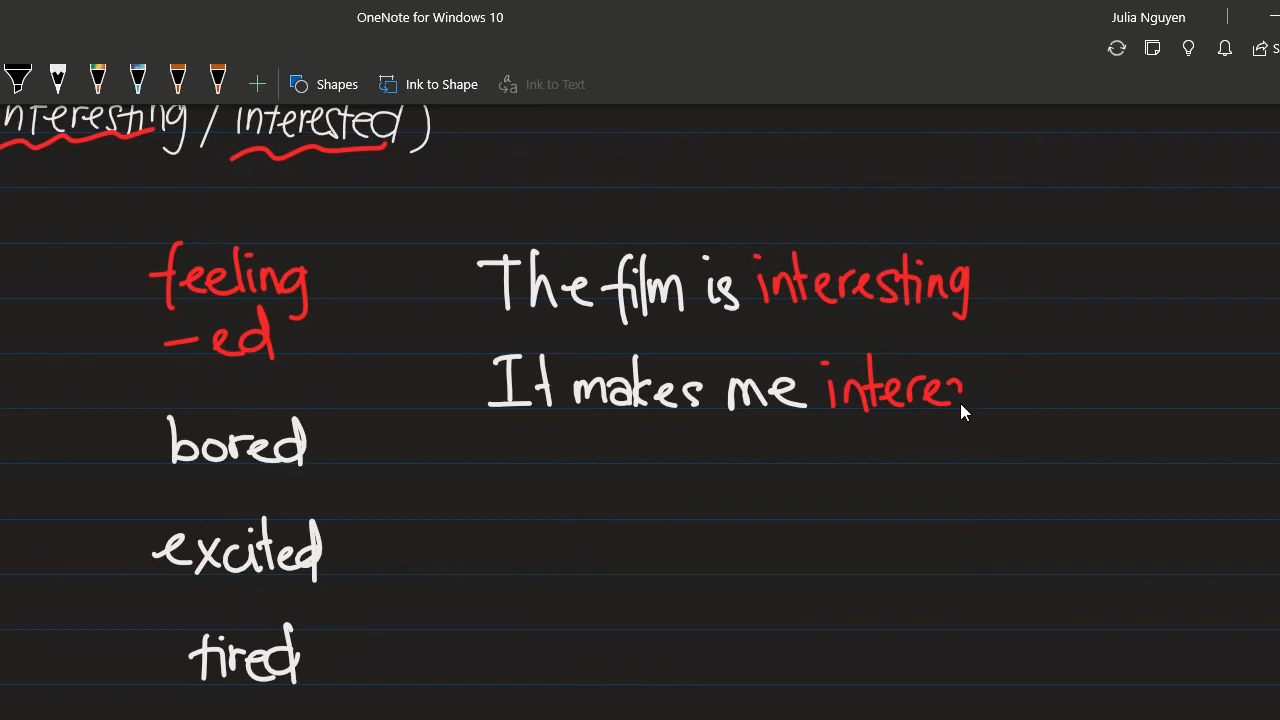 OneNote for Windows 10
Julia Nguyen
Shapes
Ink to Shape
Ink to Text
interesting / interested )
feeling
- ed
The film is interesting
It makes me intere
bored
excited
tired